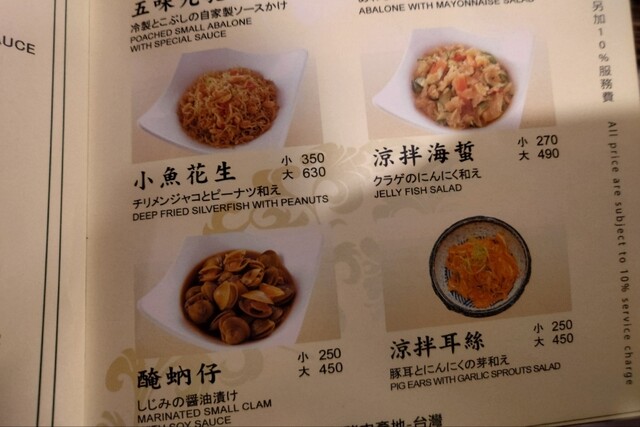 AUCE
冷製とこぶしの自家製ソースかけ
POACHED SMALL ABALONE
WITH SPECIAL SAUCE
ABALONE WITH MAYONNAISE SALAD
小魚花生
小 350
大 630
チリメンジャコとピーナツ和え
DEEP FRIED SILVERFISH WITH PEANUTS
涼拌海蜇
小 270
大 490
クラゲのにんにく和え
JELLY FISH SALAD
醃蚋仔
小 250
大 450
しじみの醤油漬け
MARINATED SMALL CLAM
WITH SOY SAUCE
涼拌耳絲
小 250
大 450
豚耳とにんにくの芽和え
PIG EARS WITH GARLIC SPROUTS SALAD
產地-台灣
另加10%服務費
All price are subject to 10% service charge